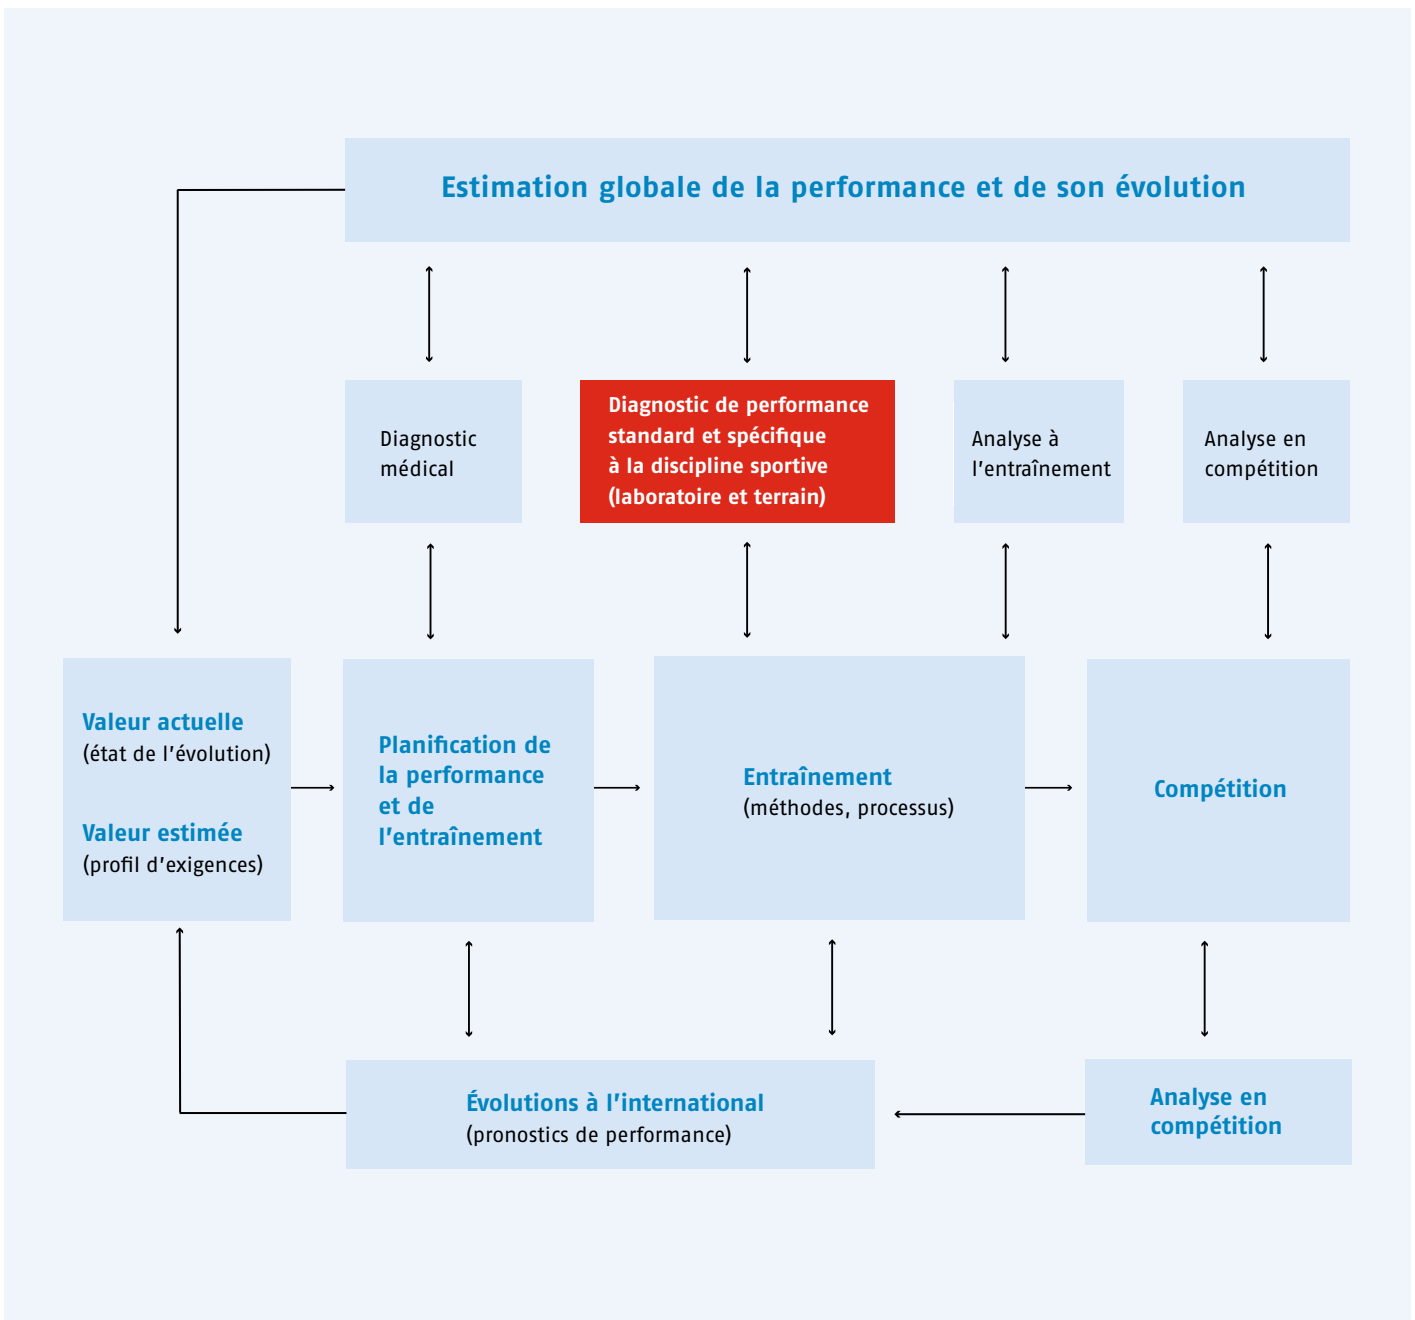 Estimation globale de la performance et de son évolution
Diagnostic
médical
Diagnostic de performance
standard et spécifique
à la discipline sportive
(laboratoire et terrain)
Analyse à
l'entraînement
Analyse en
compétition
Valeur actuelle
(état de l'évolution)
Valeur estimée
(profil d'exigences)
Planification de
la performance
et de
l'entraînement
Entraînement
(méthodes, processus)
Compétition
Évolutions à l'international
(pronostics de performance)
Analyse en
compétition